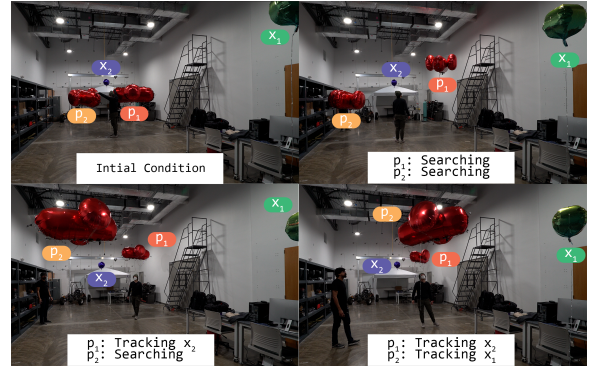 x₁
x₂
p₂ p₁
Intial Condition
x₂ x₁
p₁
p₂
p₁: Searching
p₂: Searching
x₁
p₁
p₂
x₂
p₁: Tracking x₂
p₂: Searching
p₂
x₂ p₁ x₁
p₁: Tracking x₂
p₂: Tracking x₁